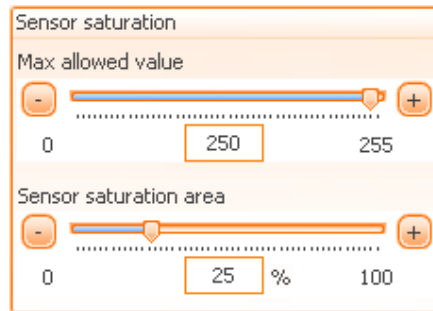 Sensor saturation
Max allowed value
- +
0 250 255
Sensor saturation area
- +
0 25 % 100